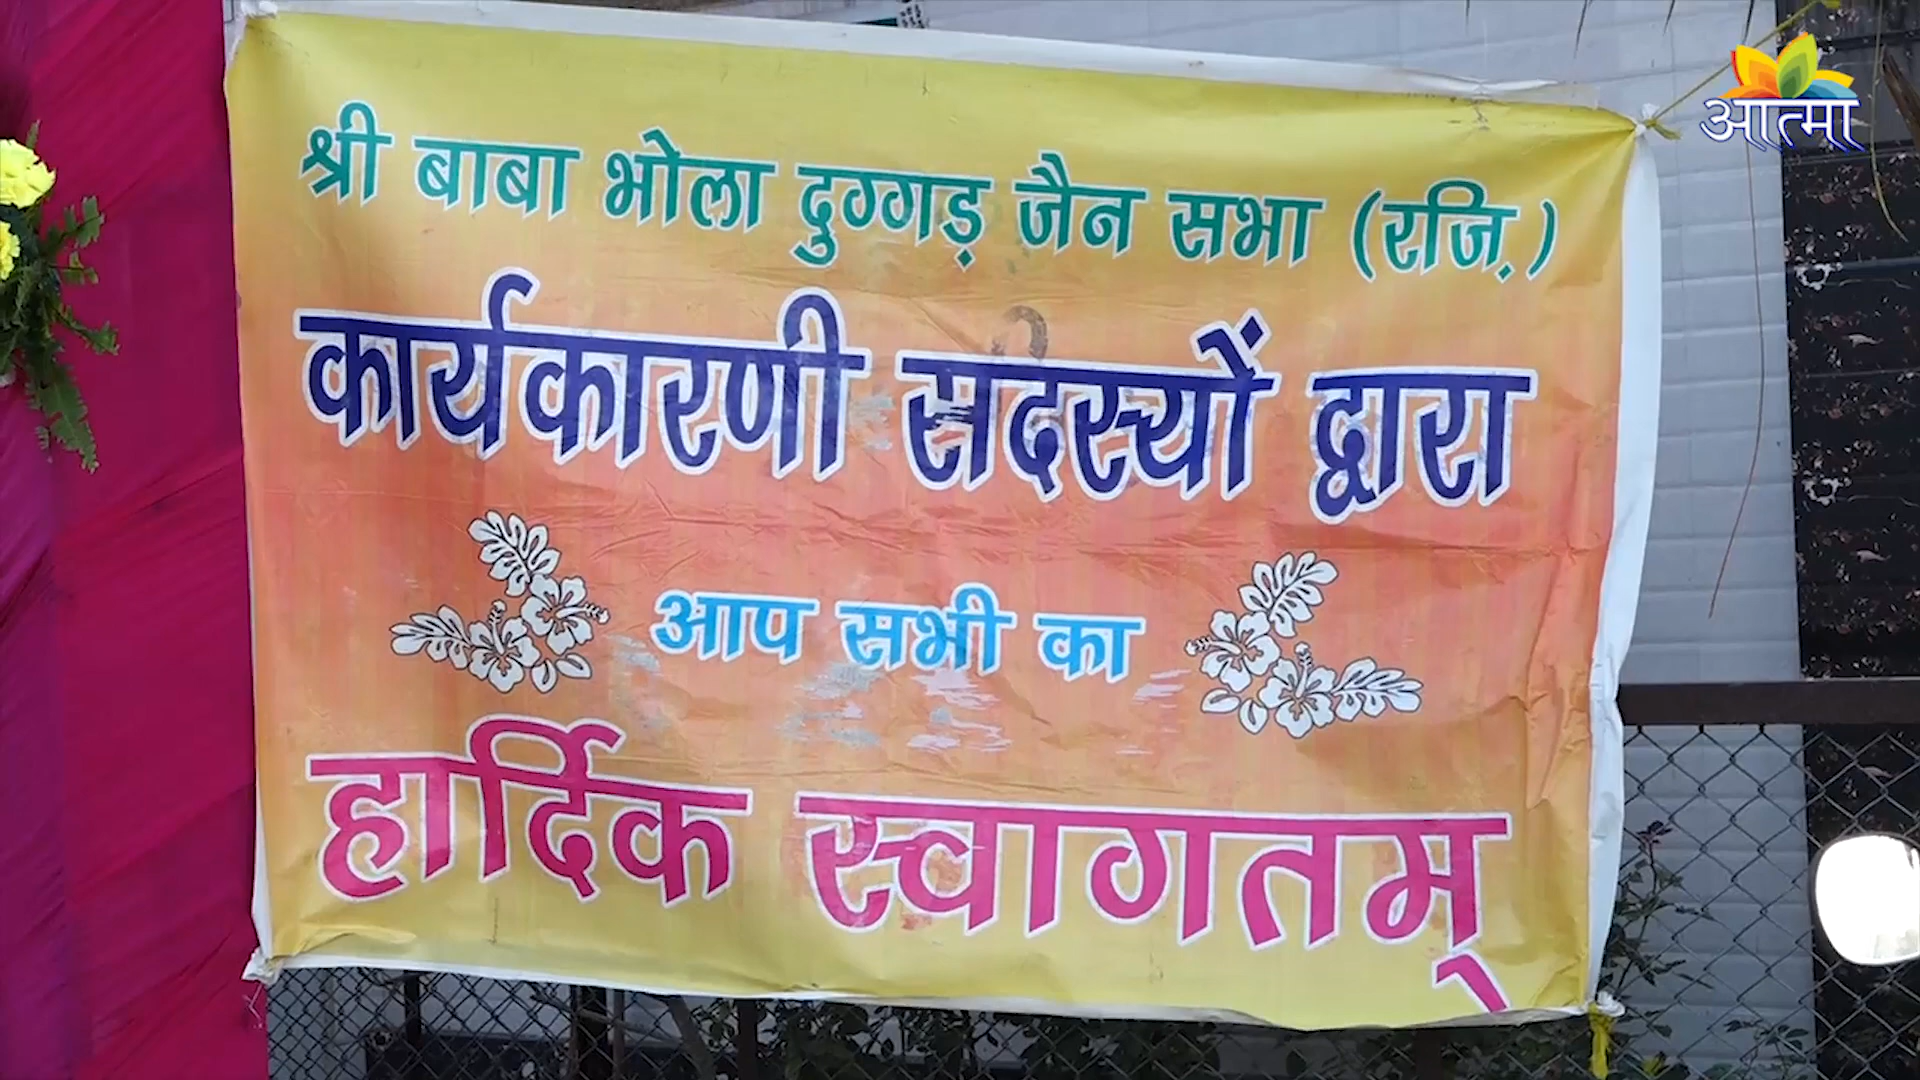 श्री बाबा भोला दुग्गड़ जैन सभा (रजि.)
कार्यकारणी सदस्यों द्वारा
आप सभी का
हार्दिक स्वागतम्
आत्मा